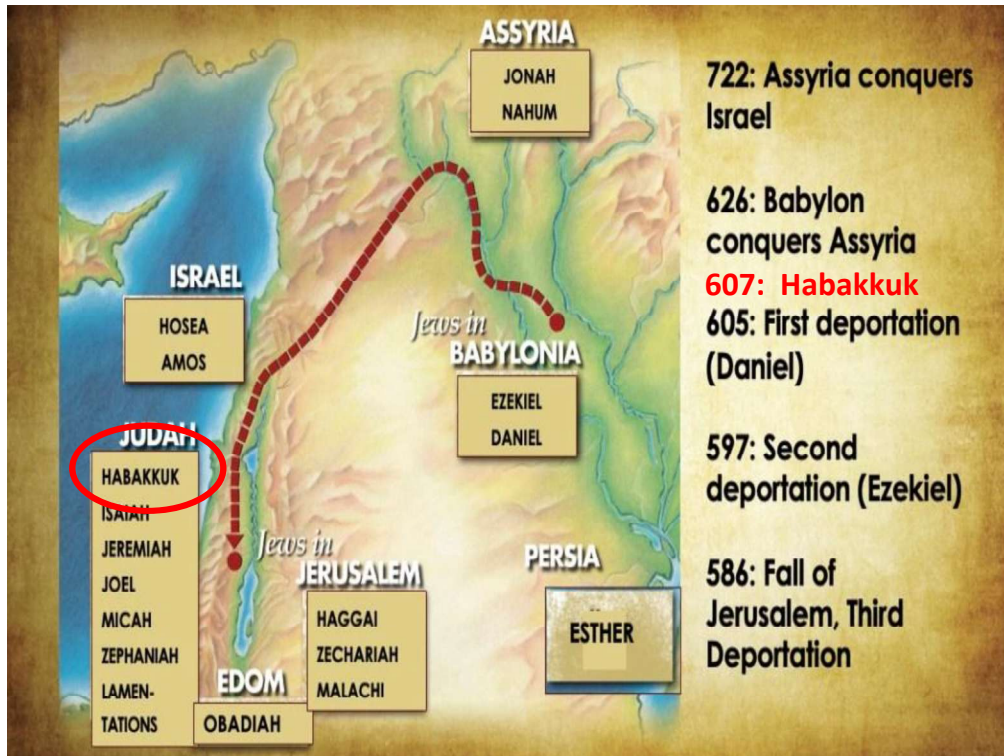 ASSYRIA
JONAH
NAHUM
ISRAEL
HOSEA
AMOS
Jews in
BABYLONIA
EZEKIEL
DANIEL
JUDAH
HABAKKUK
ISAIAH
JEREMIAH
JOEL
MICAH
ZEPHANIAH
LAMEN-
TATIONS
Jews in
JERUSALEM
HAGGAI
ZECHARIAH
MALACHI
EDOM
OBADIAH
PERSIA
ESTHER
722: Assyria conquers
Israel
626: Babylon
conquers Assyria
607: Habakkuk
605: First deportation
(Daniel)
597: Second
deportation (Ezekiel)
586: Fall of
Jerusalem, Third
Deportation